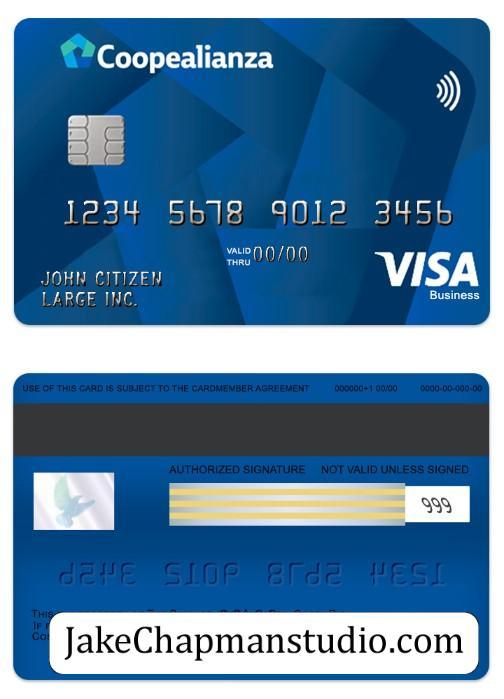 Coopealianza
1234 5678 9012 3456
VALID
THRU 00/00
JOHN CITIZEN
LARGE INC.
VISA
Business
USE OF THIS CARD IS SUBJECT TO THE CARDMEMBER AGREEMENT 000000+1 00/00 0000-00-000-00
AUTHORIZED SIGNATURE NOT VALID UNLESS SIGNED
999
JakeChapmanstudio.com